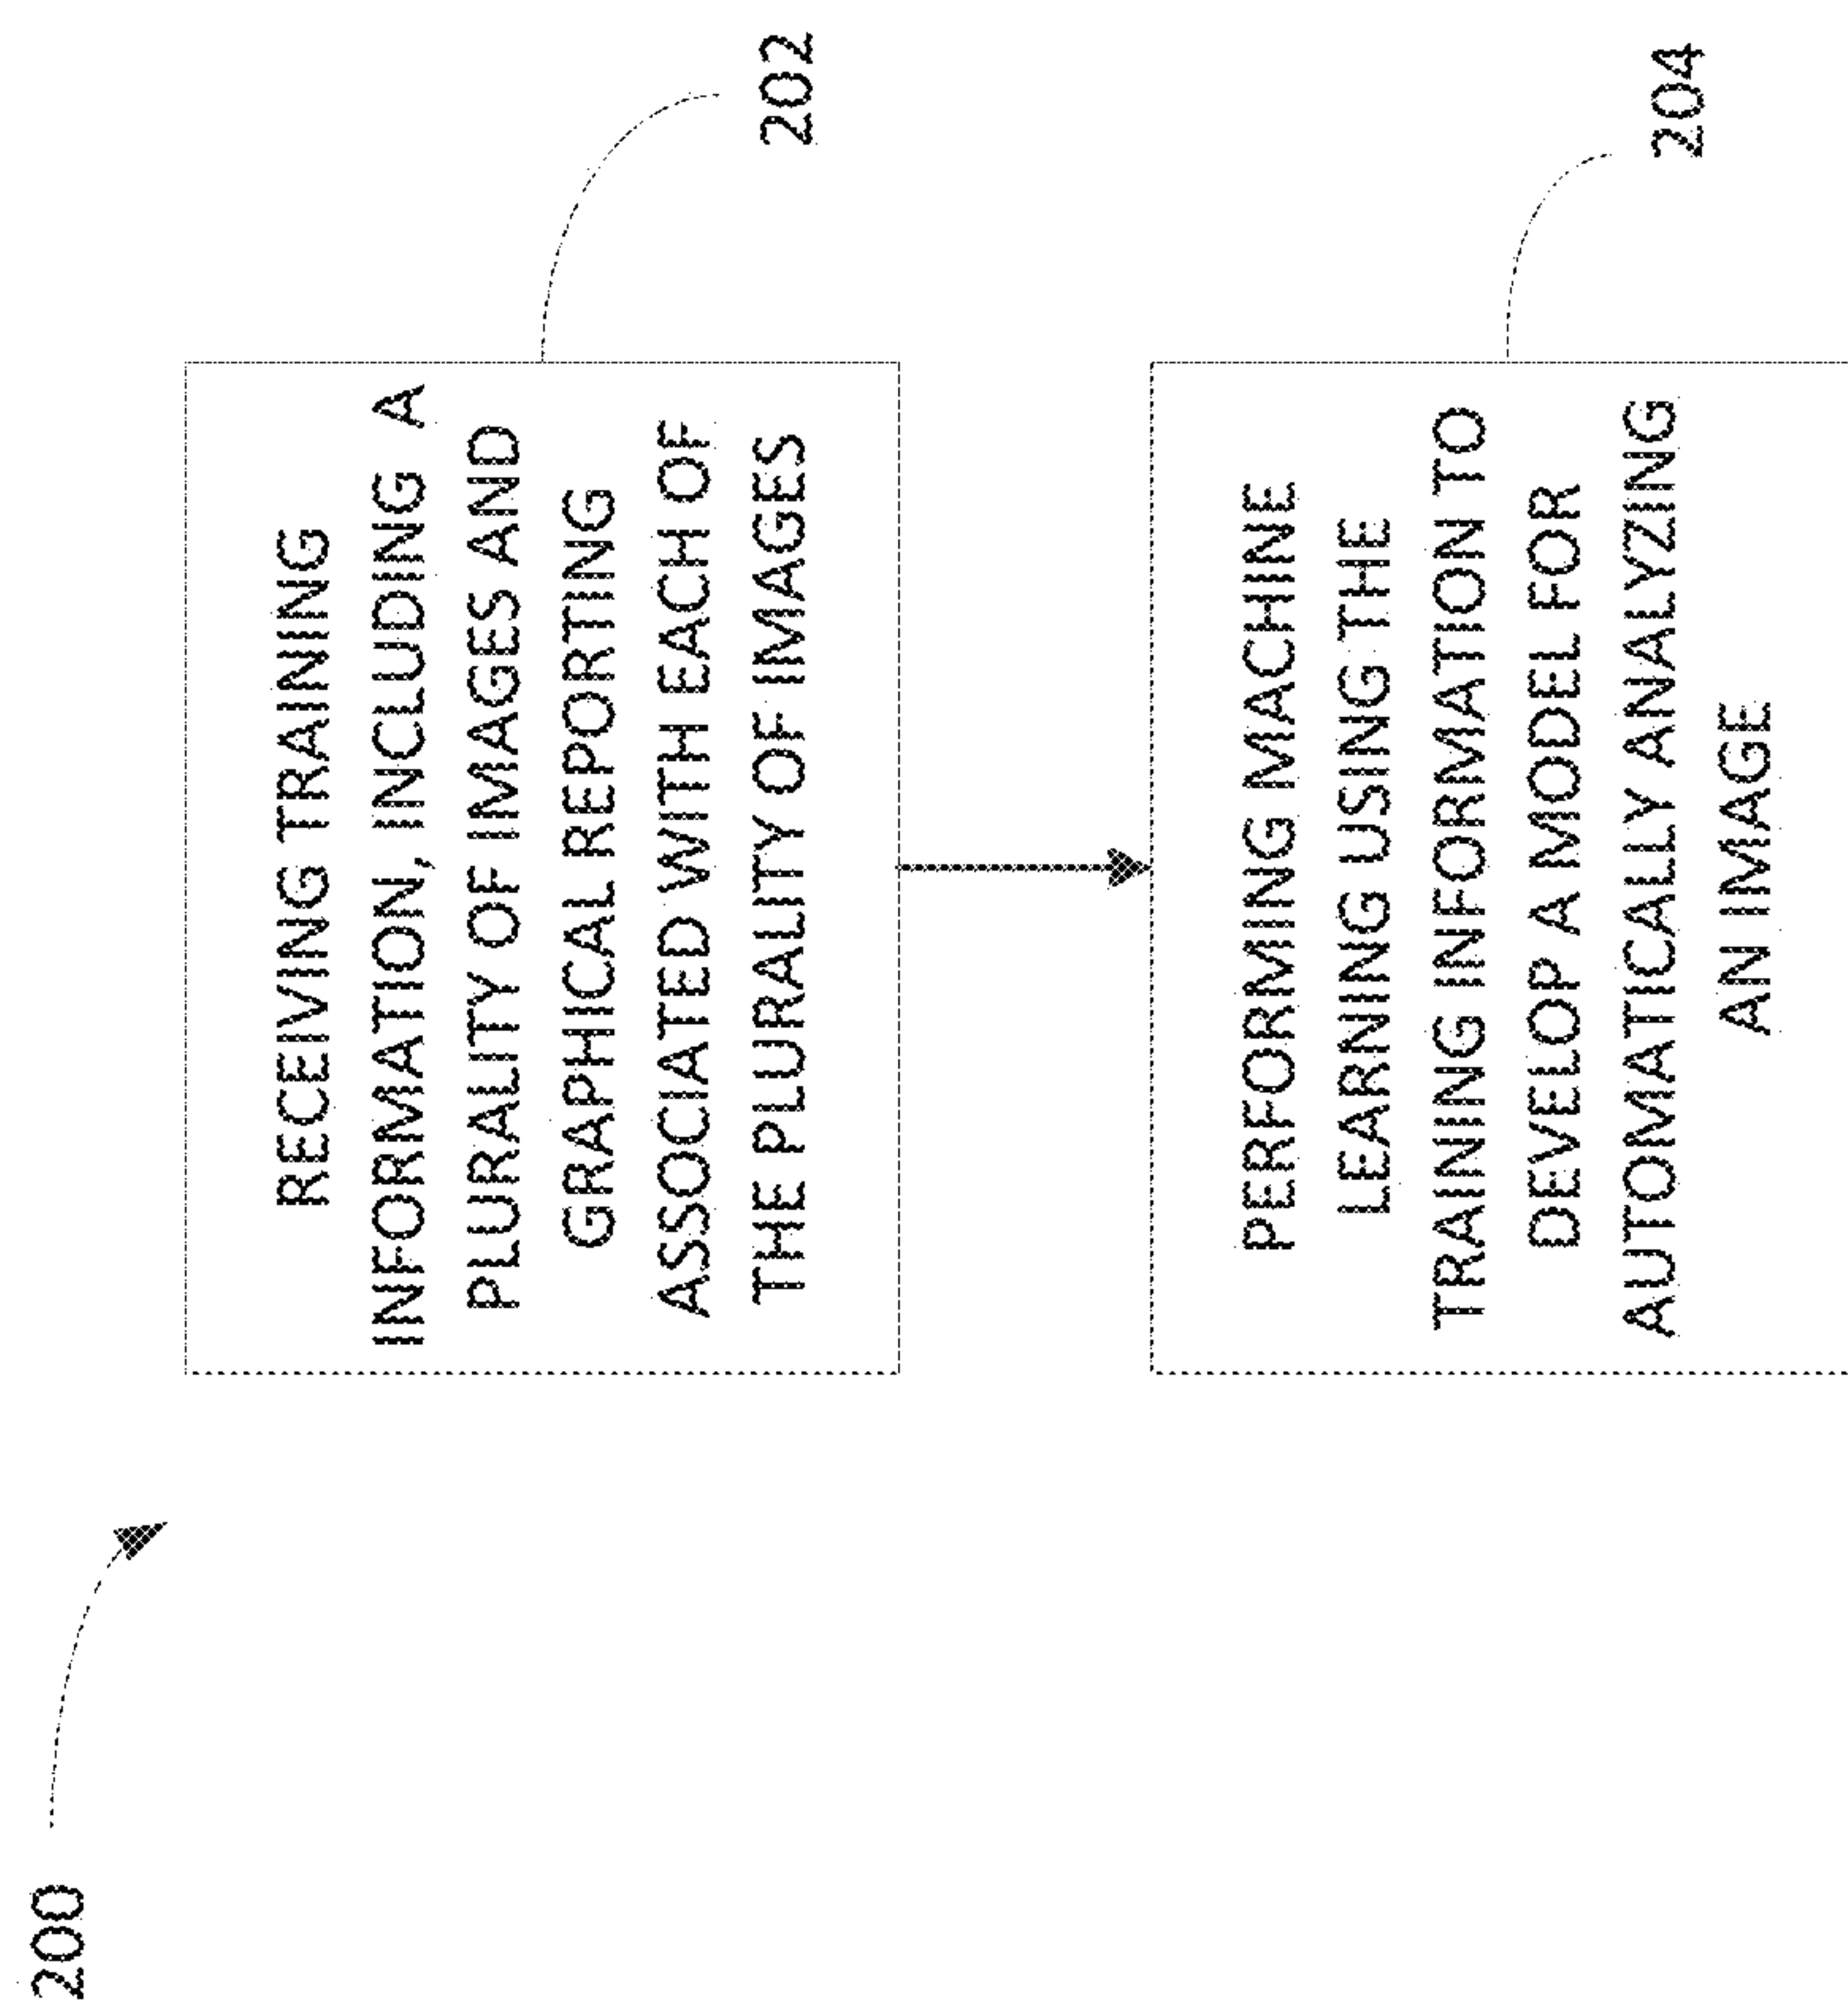 200
RECEIVING TRAINING
INFORMATION, INCLUDING A
PLURALITY OF IMAGES AND
GRAPHICAL REPORTING
ASSOCIATED WITH EACH OF
THE PLURALITY OF IMAGES
202
PERFORMING MACHINE
LEARNING USING THE
TRAINING INFORMATION TO
DEVELOP A MODEL FOR
AUTOMATICALLY ANALYZING
AN IMAGE
204